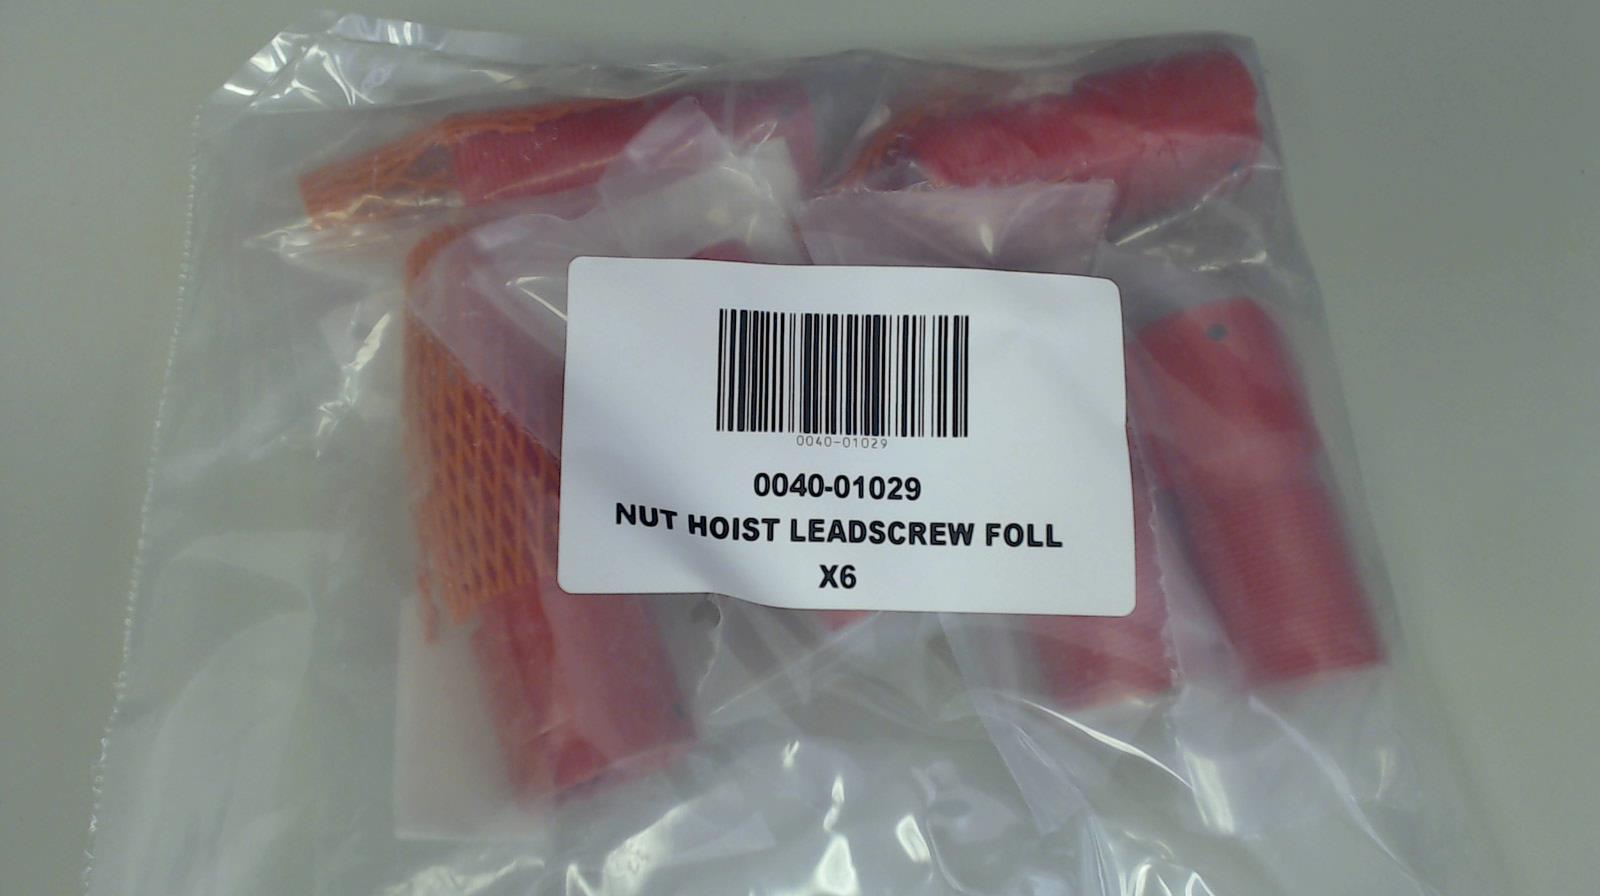 0040-01029
0040-01029
NUT HOIST LEADSCREW FOLL
X6